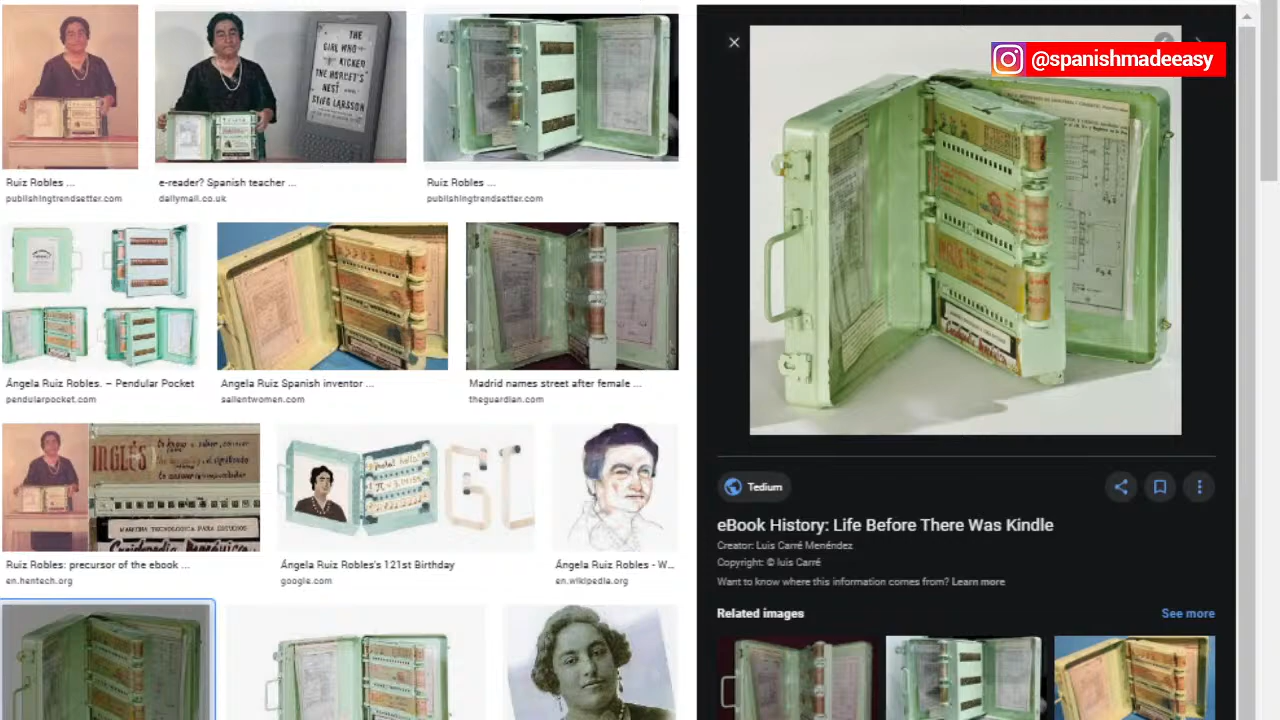 @spanishmadeeasy
THE
GIRL WHO
KICKED
THE HORNET'S
NEST
STIEG LARSSON
Ruiz Robles ...
publishingtrendsetter.com
e-reader? Spanish teacher ...
dailymail.co.uk
Ruiz Robles ...
publishingtrendsetter.com
Ángela Ruiz Robles. – Pendular Pocket
pendularpocket.com
Angela Ruiz Spanish inventor ...
salientwomen.com
Madrid names street after female ...
theguardian.com
INGLÉS
Ruiz Robles: precursor of the ebook ...
en.hentech.org
Ángela Ruiz Robles's 121st Birthday
google.com
Ángela Ruiz Robles - W...
en.wikipedia.org
Tedium
eBook History: Life Before There Was Kindle
Creator: Luis Carré Menéndez
Copyright: © luis Carré
Want to know where this information comes from? Learn more
Related images
See more